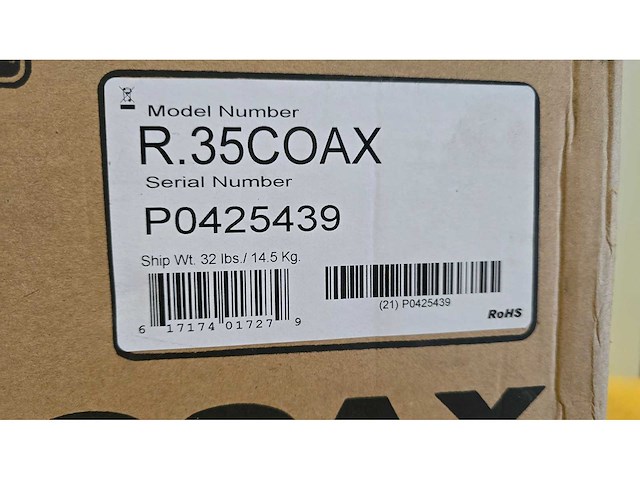 Model Number
R.35COAX
Serial Number
P0425439
Ship Wt. 32 lbs./ 14.5 Kg.
6 17174 01727 9
(21) P0425439
RoHS
COAX